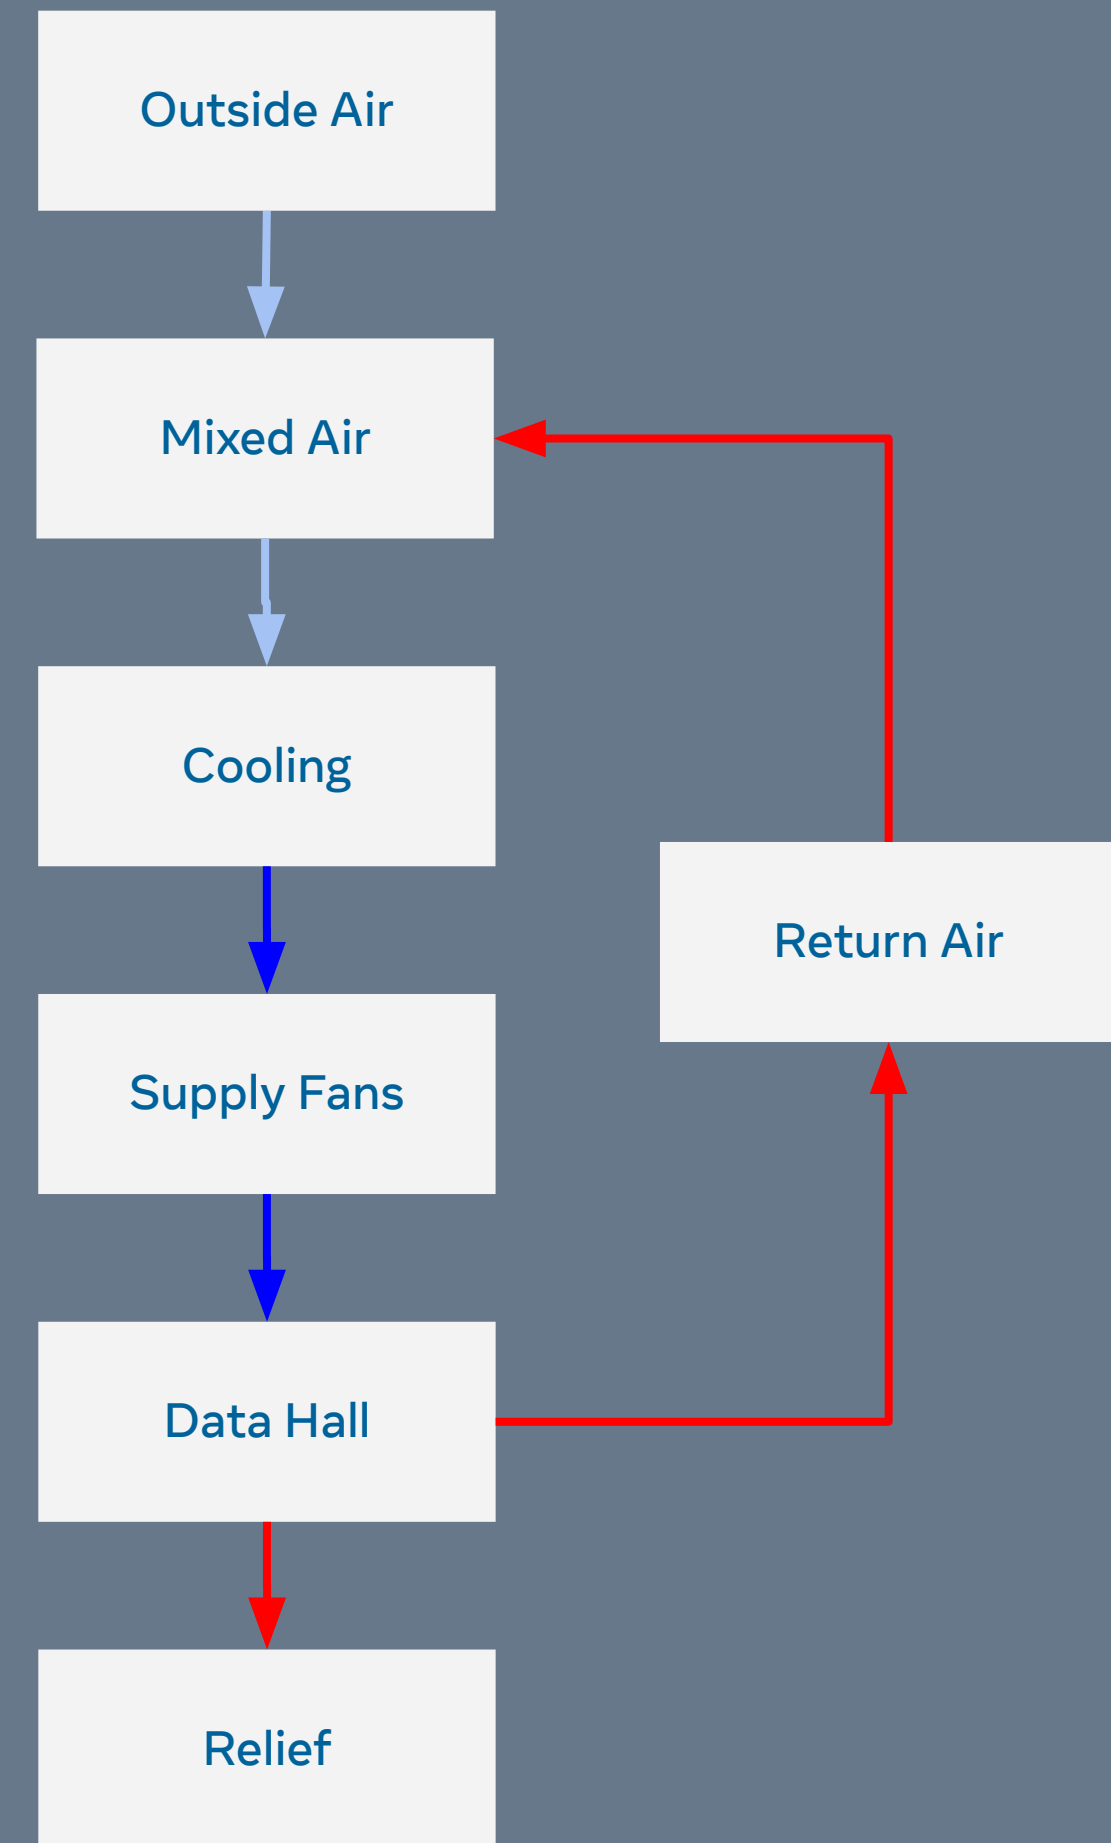 Outside Air
Mixed Air
Cooling
Return Air
Supply Fans
Data Hall
Relief